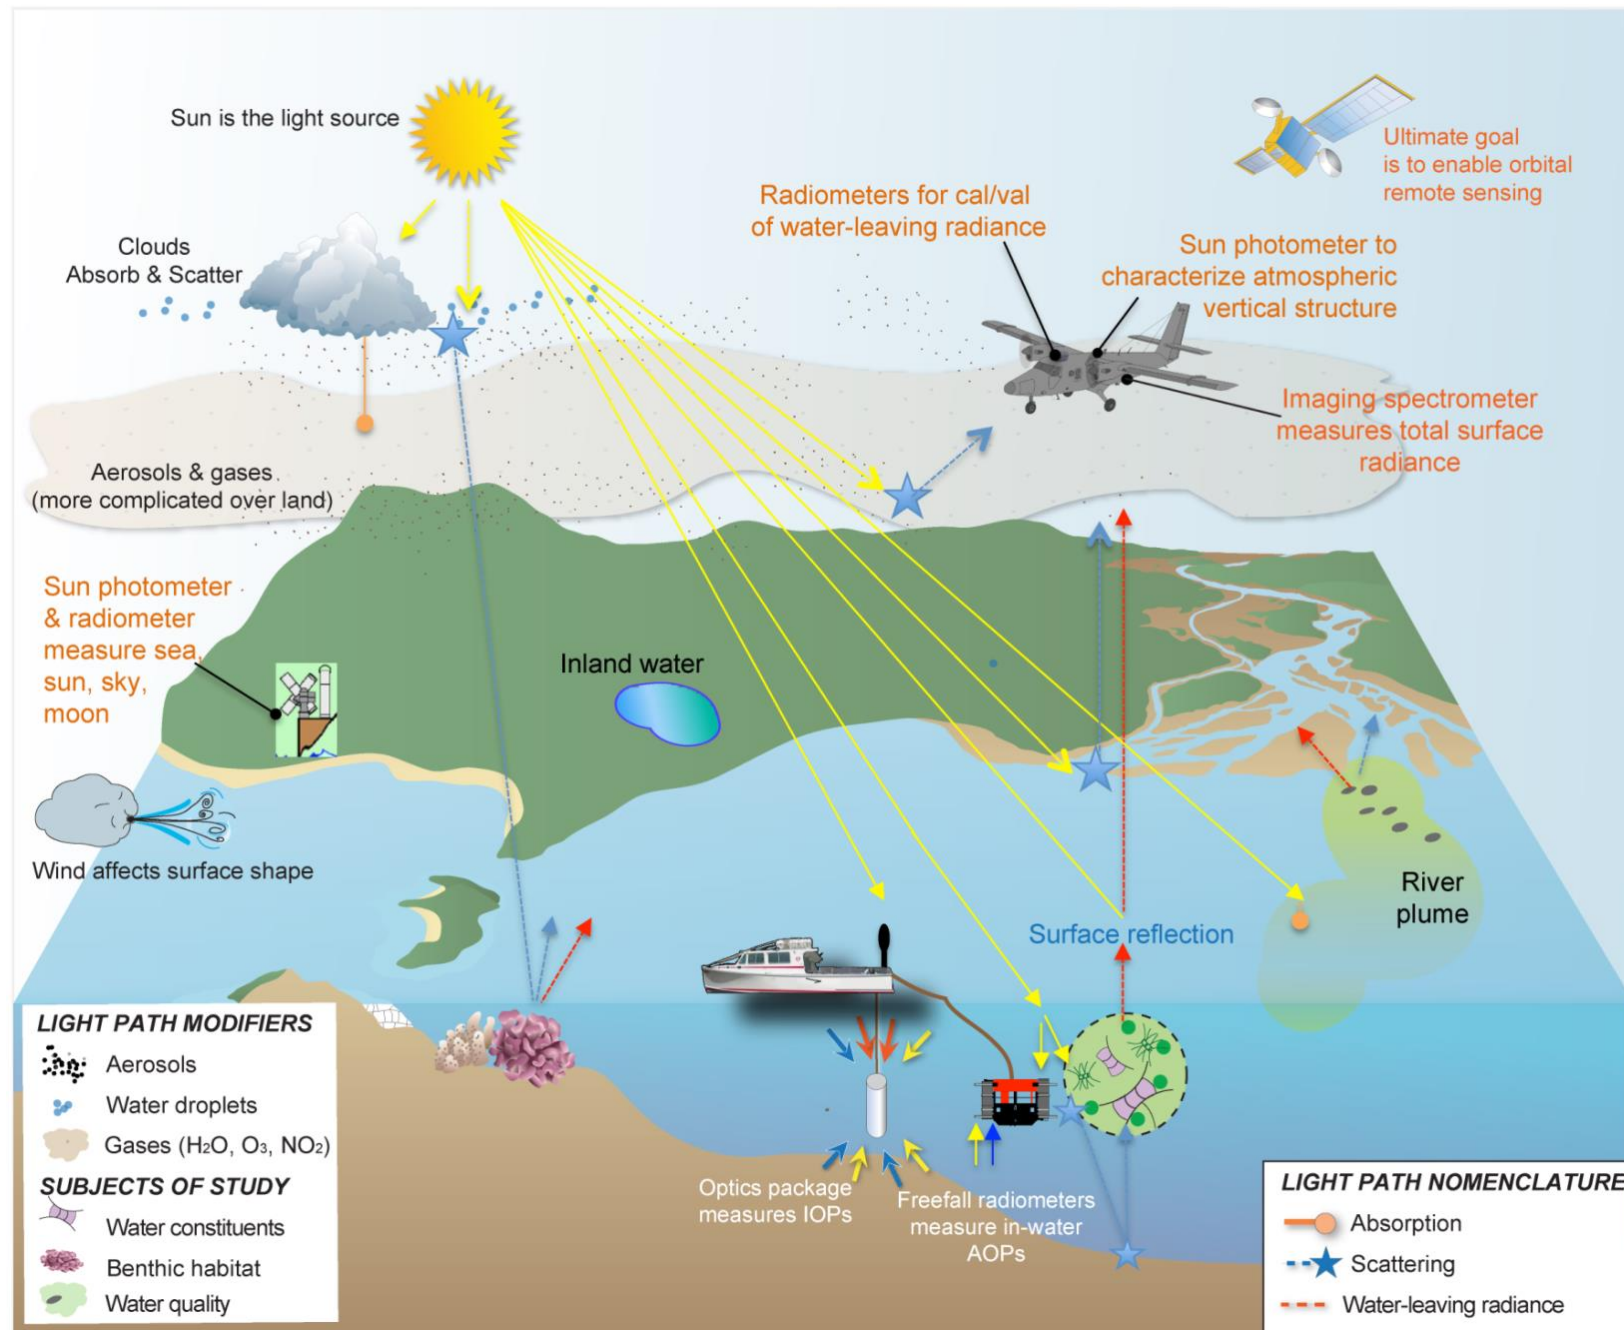 Sun is the light source
Ultimate goal
is to enable orbital
remote sensing
Radiometers for cal/val
of water-leaving radiance
Clouds
Absorb & Scatter
Sun photometer to
characterize atmospheric
vertical structure
Imaging spectrometer
measures total surface
radiance
Aerosols & gases
(more complicated over land)
Sun photometer
& radiometer
measure sea,
sun, sky,
moon
Inland water
Wind affects surface shape
River
plume
Surface reflection
Optics package
measures IOPs
Freefall radiometers
measure in-water
AOPs
LIGHT PATH MODIFIERS
Aerosols
Water droplets
Gases (H₂O, O₃, NO₂)
SUBJECTS OF STUDY
Water constituents
Benthic habitat
Water quality
LIGHT PATH NOMENCLATURE
Absorption
Scattering
Water-leaving radiance